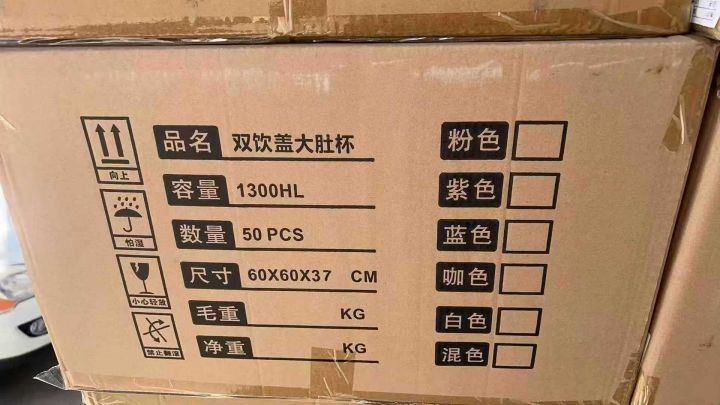 向上
怕湿
小心轻放
禁止翻滚
品名 双饮盖大肚杯
容量 1300HL
数量 50 PCS
尺寸 60X60X37 CM
毛重 KG
净重 KG
粉色
紫色
蓝色
咖色
白色
混色